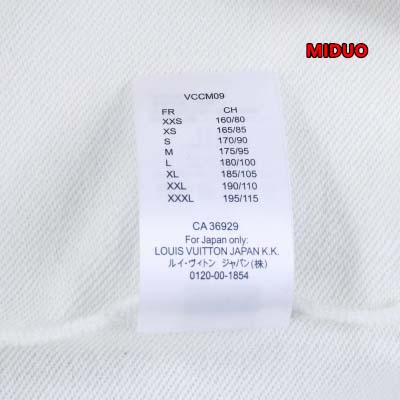 MIDUO
VCCM09
FR CH
XXS 160/80
XS 165/85
S 170/90
M 175/95
L 180/100
XL 185/105
XXL 190/110
XXXL 195/115
CA 36929
For Japan only:
LOUIS VUITTON JAPAN K.K.
ルイ・ヴィトン ジャパン(株)
0120-00-1854